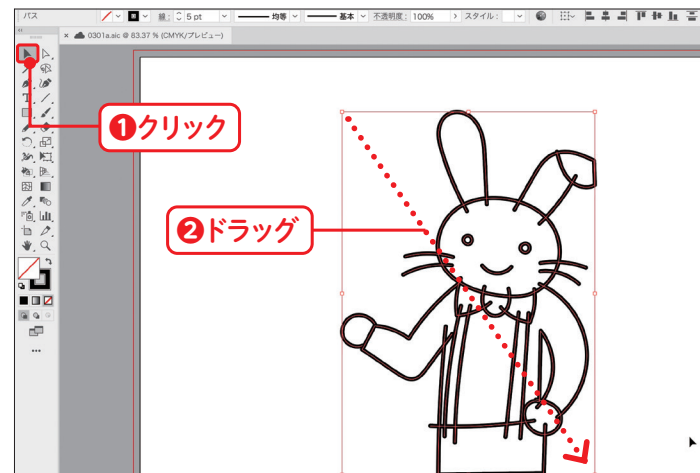 パス 線: 5 pt 均等 基本 不透明度: 100% スタイル:
× 0301a.aic @ 83.37 % (CMYK/プレビュー)
❶クリック
❷ドラッグ